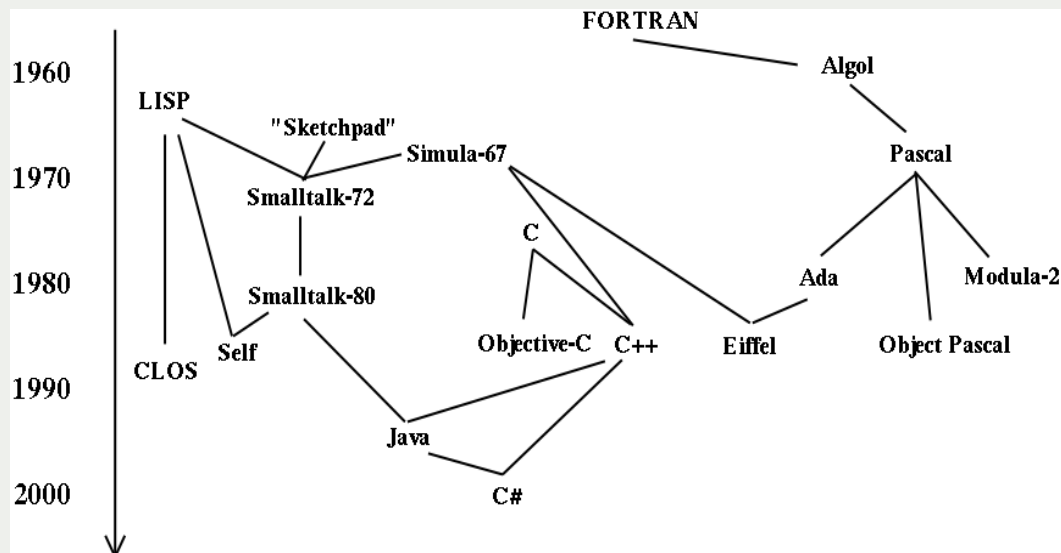 FORTRAN
1960
Algol
LISP
"Sketchpad"
Simula-67
Pascal
1970
Smalltalk-72
C
1980
Smalltalk-80
Ada
Modula-2
Self
Objective-C
C++
Eiffel
Object Pascal
CLOS
1990
Java
2000
C#